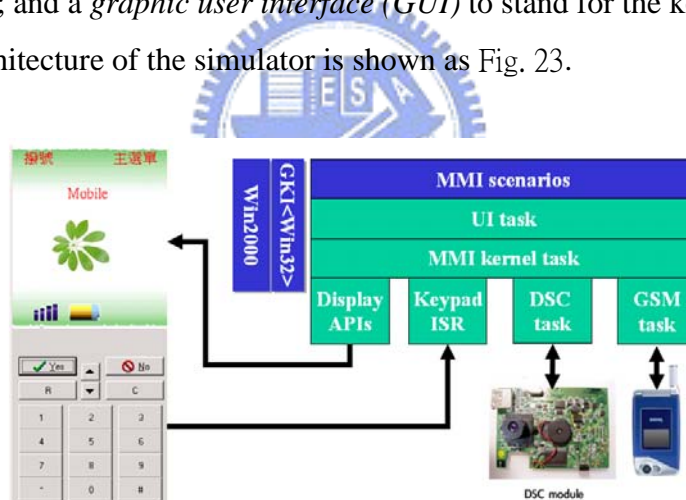 ; and a graphic user interface (GUI) to stand for the k
hitecture of the simulator is shown as Fig. 23.
E S A
撥號 主選單
Mobile
Yes No
R C
1 2 3
4 5 6
7 8 9
* 0 #
Win2000
GKI<Win32>
MMI scenarios
UI task
MMI kernel task
Display APIs
Keypad ISR
DSC task
GSM task
DSC module